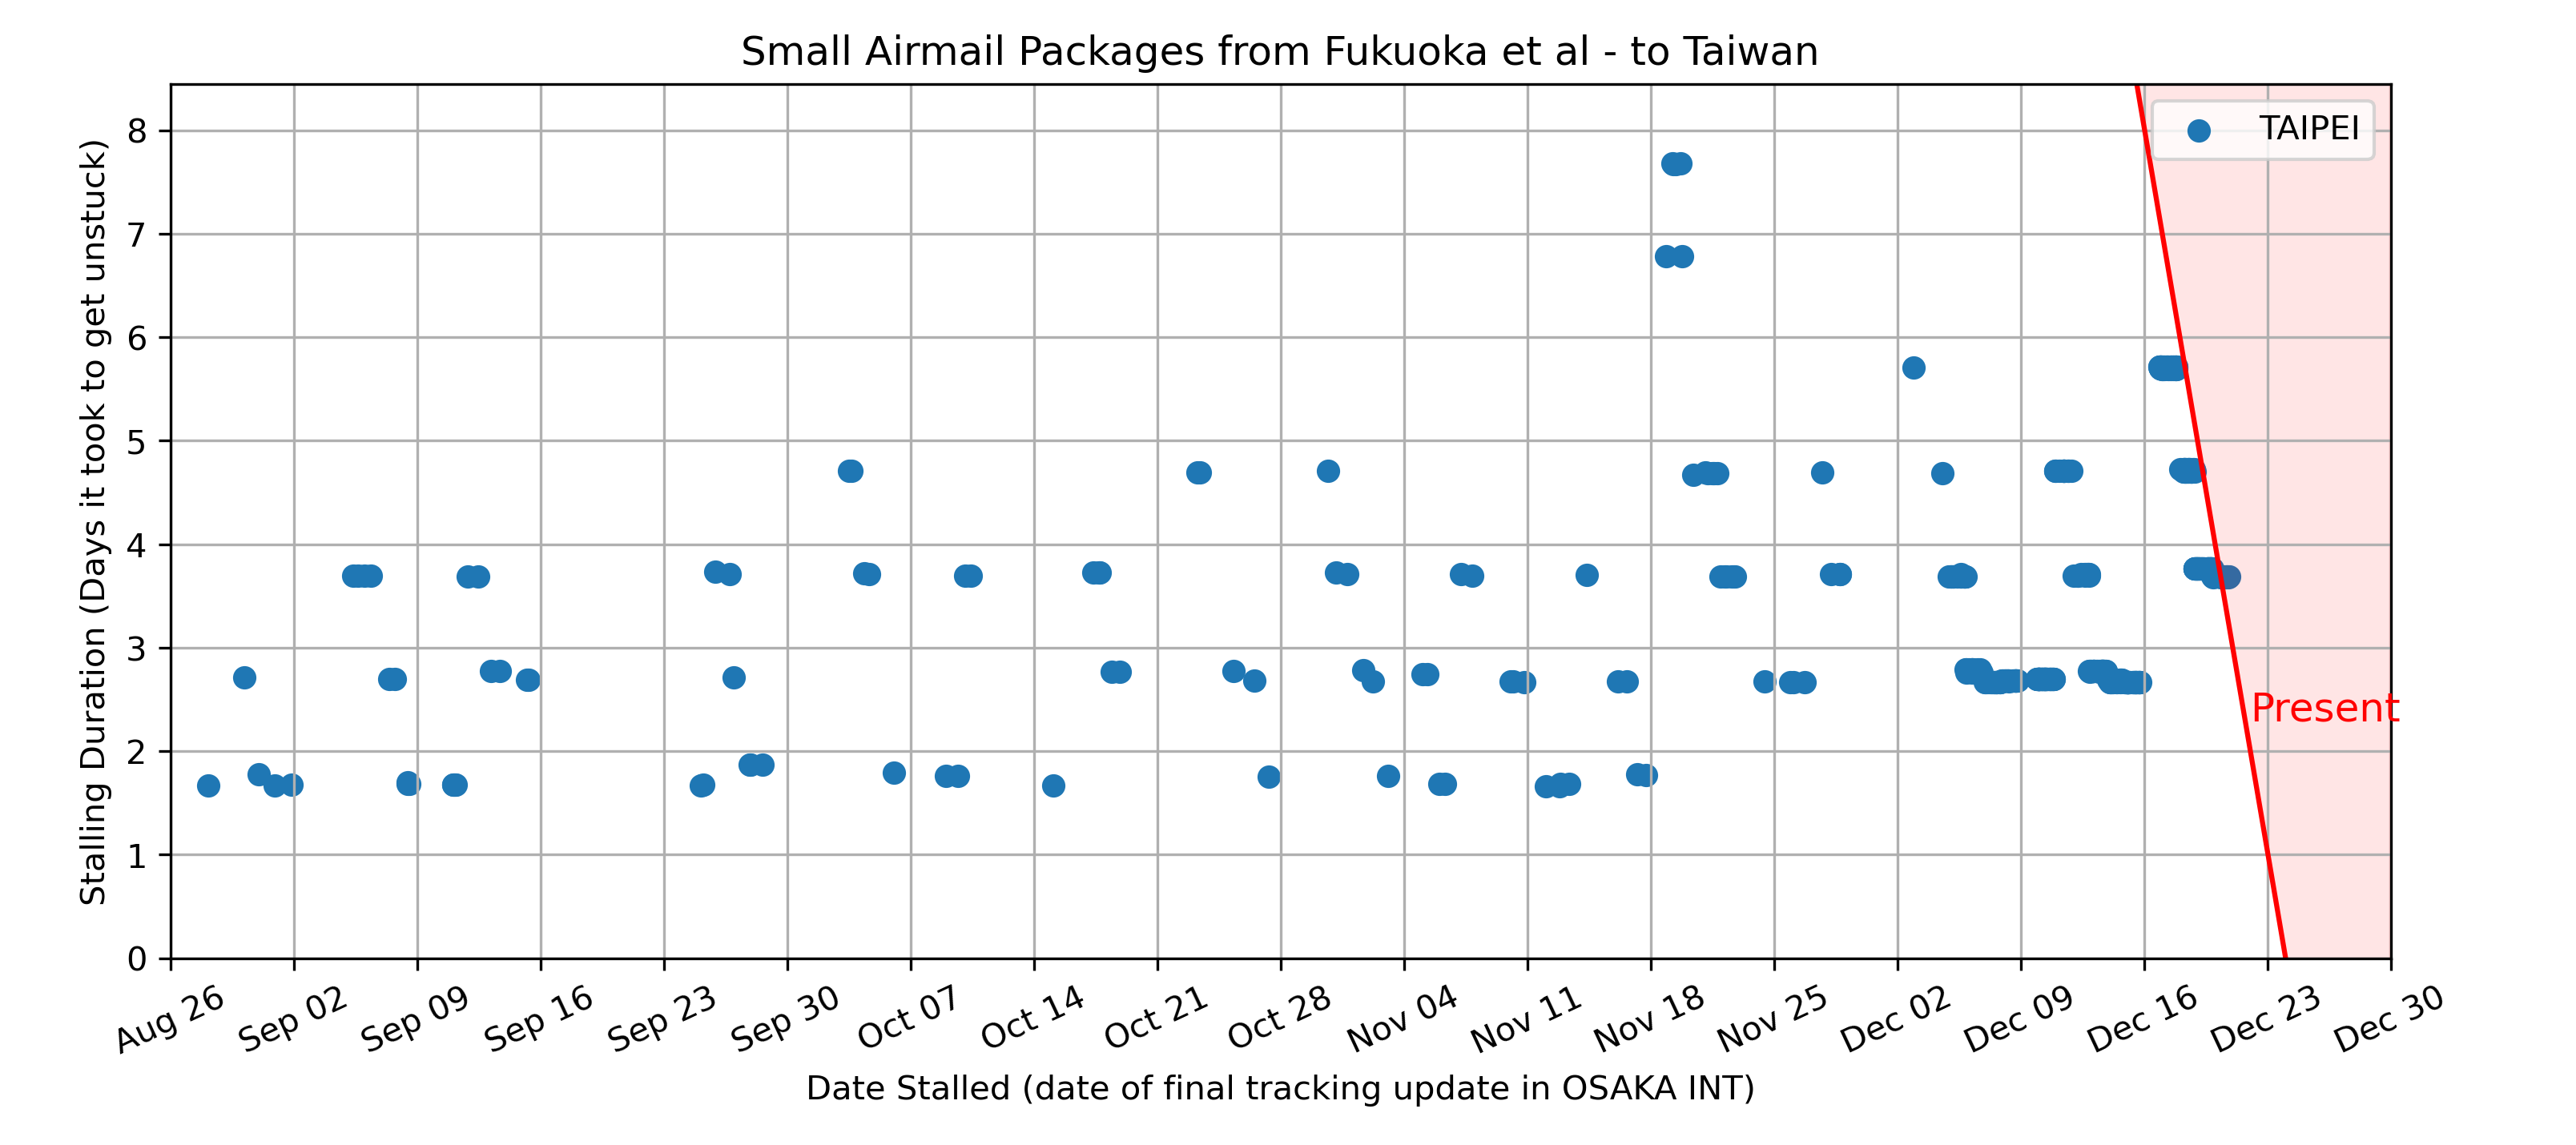 Small Airmail Packages from Fukuoka et al - to Taiwan
TAIPEI
Stalling Duration (Days it took to get unstuck)
8
7
6
5
4
3
2
1
0
Present
Aug 26 Sep 02 Sep 09 Sep 16 Sep 23 Sep 30 Oct 07 Oct 14 Oct 21 Oct 28 Nov 04 Nov 11 Nov 18 Nov 25 Dec 02 Dec 09 Dec 16 Dec 23 Dec 30
Date Stalled (date of final tracking update in OSAKA INT)